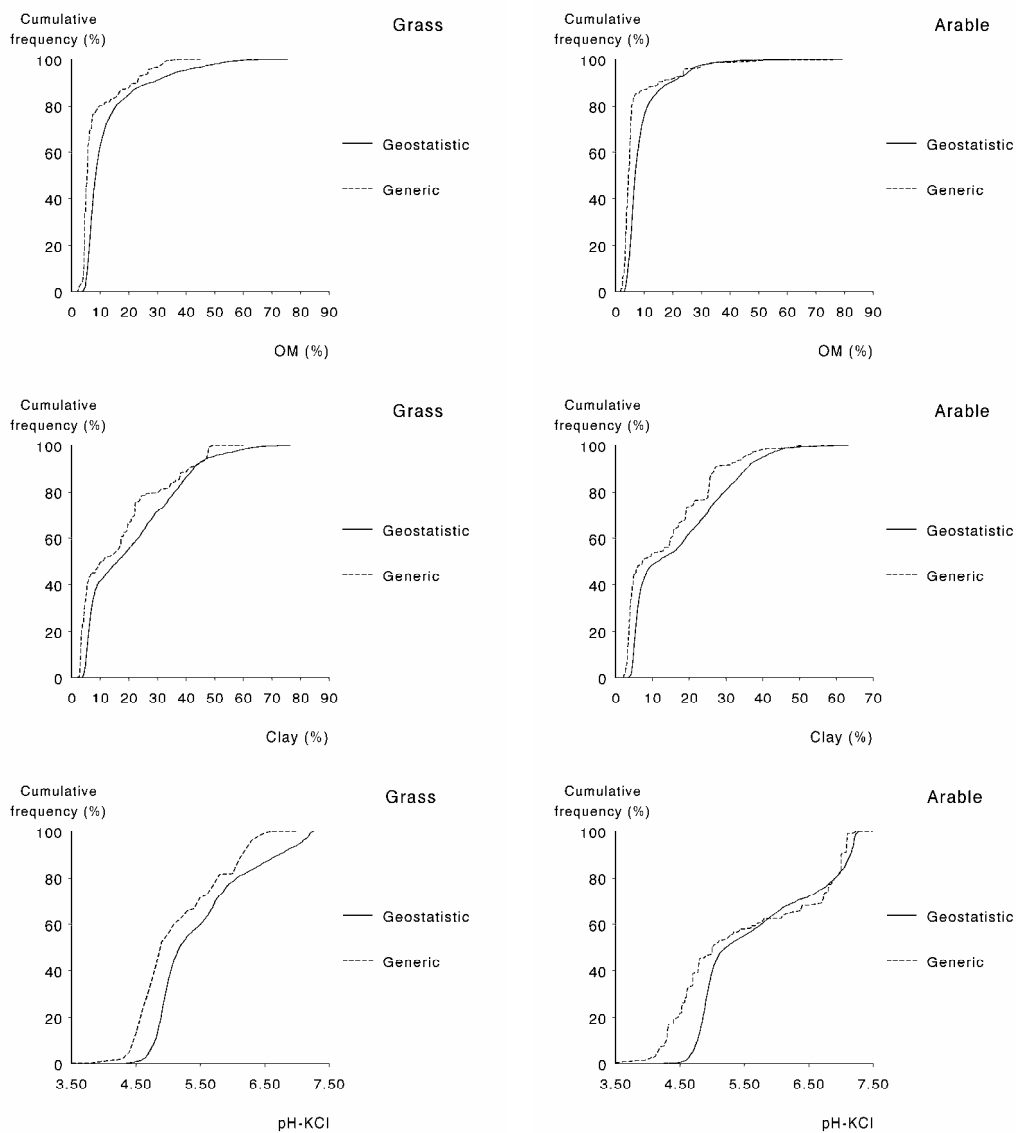 Cumulative
frequency (%)
Grass
100
80
60
40
20
0
0 10 20 30 40 50 60 70 80 90
OM (%)
Geostatistic
Generic
Cumulative
frequency (%)
Arable
100
80
60
40
20
0
0 10 20 30 40 50 60 70 80 90
OM (%)
Geostatistic
Generic
Cumulative
frequency (%)
Grass
100
80
60
40
20
0
0 10 20 30 40 50 60 70 80 90
Clay (%)
Geostatistic
Generic
Cumulative
frequency (%)
Arable
100
80
60
40
20
0
0 10 20 30 40 50 60 70
Clay (%)
Geostatistic
Generic
Cumulative
frequency (%)
Grass
100
80
60
40
20
0
3.50 4.50 5.50 6.50 7.50
pH-KCl
Geostatistic
Generic
Cumulative
frequency (%)
Arable
100
80
60
40
20
0
3.50 4.50 5.50 6.50 7.50
pH-KCl
Geostatistic
Generic